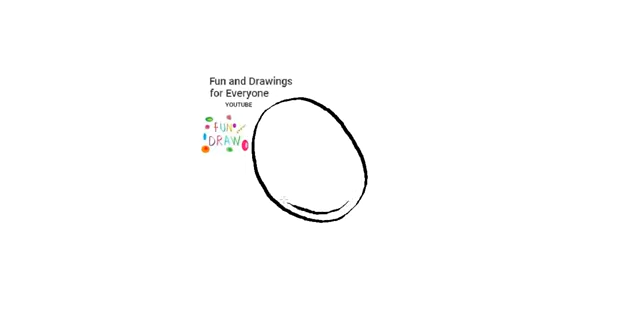 Fun and Drawings
for Everyone
YOUTUBE
FUN
DRAW